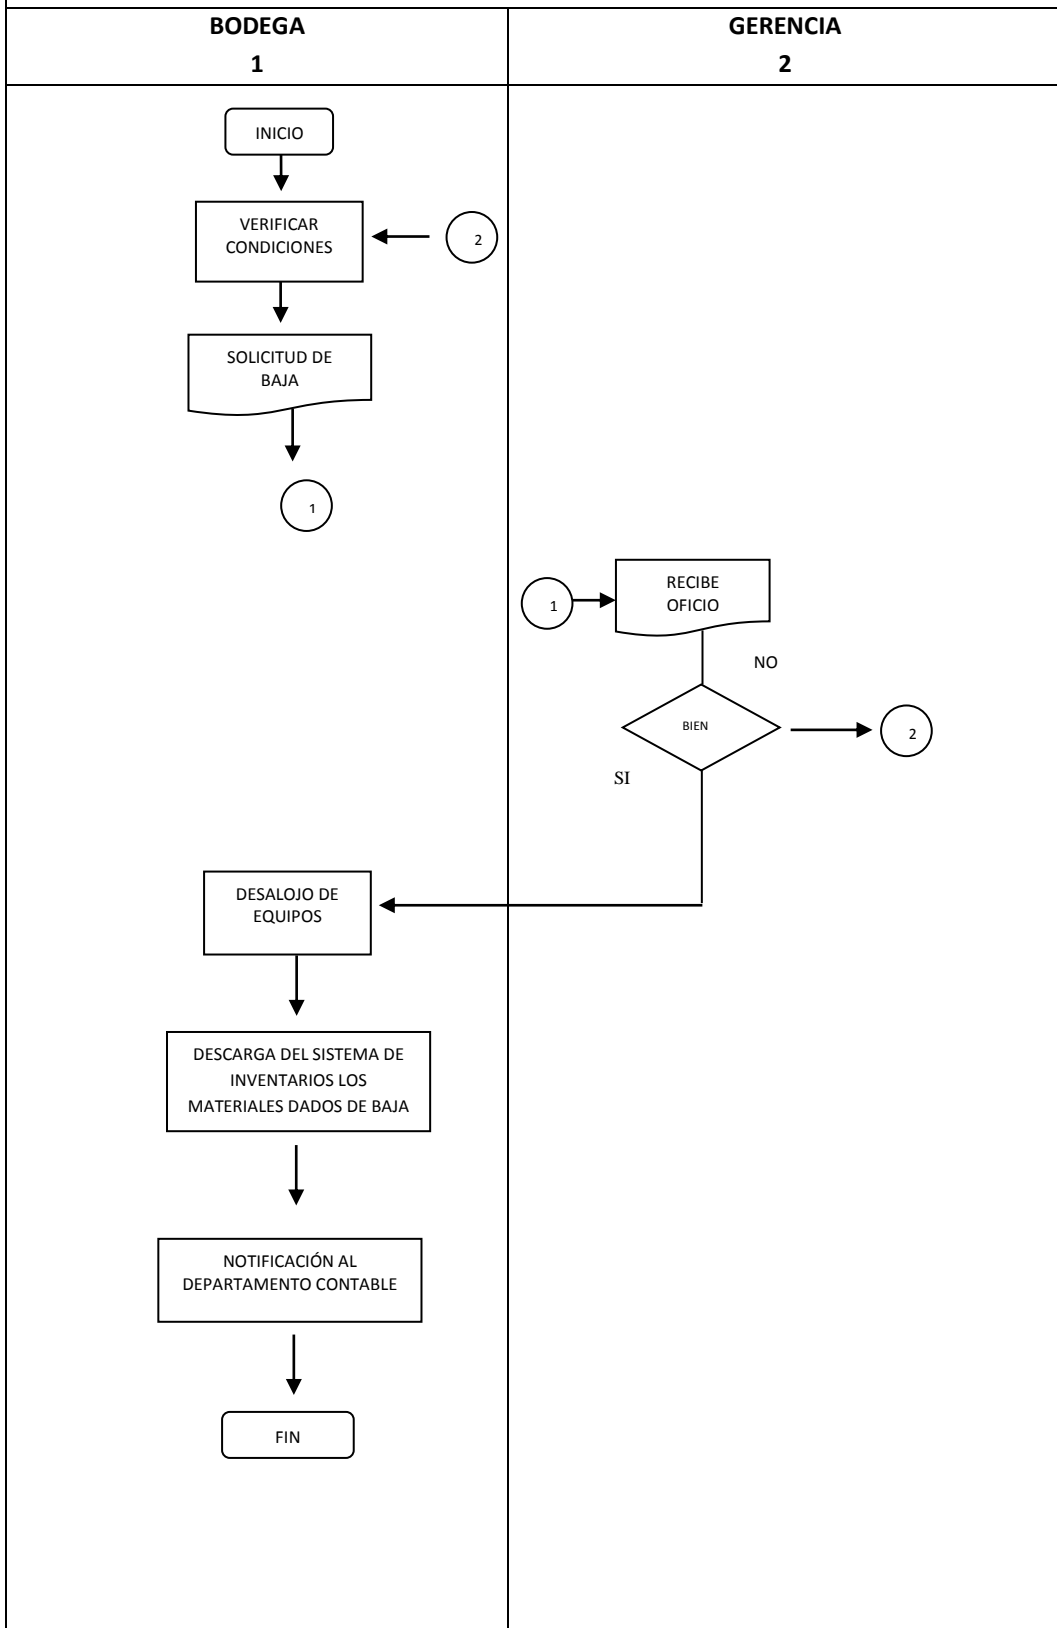 BODEGA
1
GERENCIA
2
INICIO
VERIFICAR
CONDICIONES
2
SOLICITUD DE
BAJA
1
1
RECIBE
OFICIO
NO
BIEN
2
SI
DESALOJO DE
EQUIPOS
DESCARGA DEL SISTEMA DE
INVENTARIOS LOS
MATERIALES DADOS DE BAJA
NOTIFICACIÓN AL
DEPARTAMENTO CONTABLE
FIN